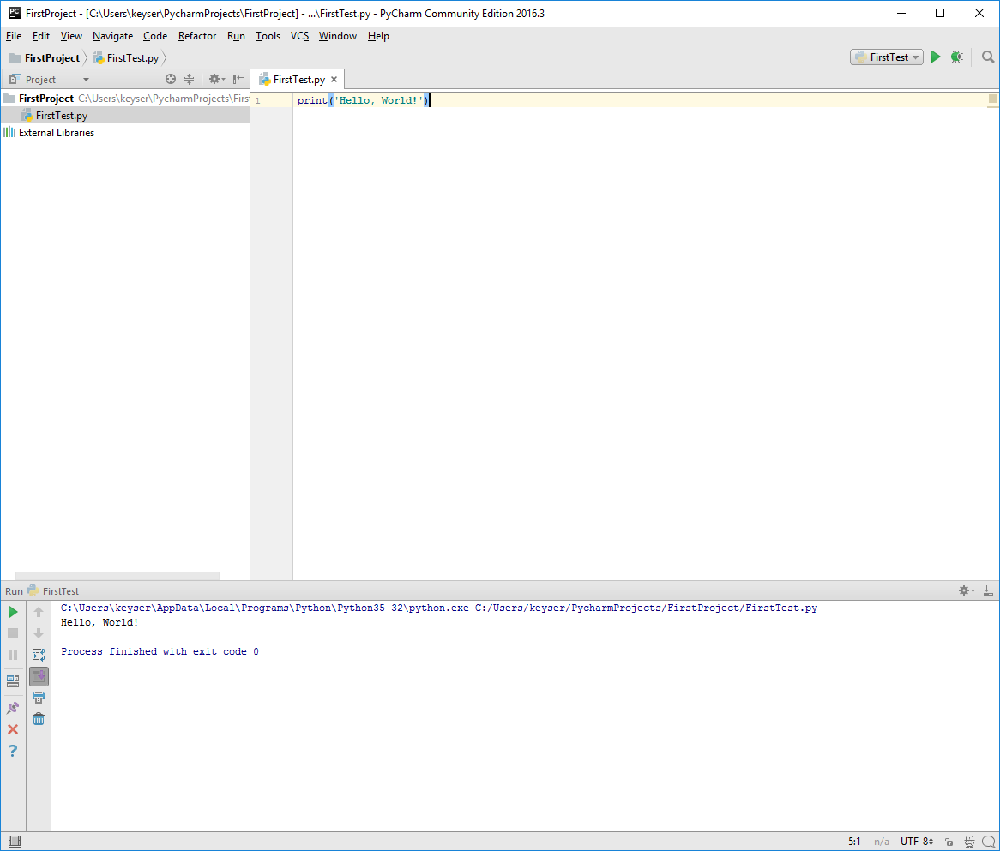 PC FirstProject - [C:\Users\keyser\PycharmProjects\FirstProject] - ...\FirstTest.py - PyCharm Community Edition 2016.3
File Edit View Navigate Code Refactor Run Tools VCS Window Help
FirstProject FirstTest.py FirstTest
Project FirstTest.py
FirstProject C:\Users\keyser\PycharmProjects\Firs
FirstTest.py
External Libraries
1 print('Hello, World!')
Run FirstTest
C:\Users\keyser\AppData\Local\Programs\Python\Python35-32\python.exe C:/Users/keyser/PycharmProjects/FirstProject/FirstTest.py
Hello, World!
Process finished with exit code 0
?
5:1 n/a UTF-8